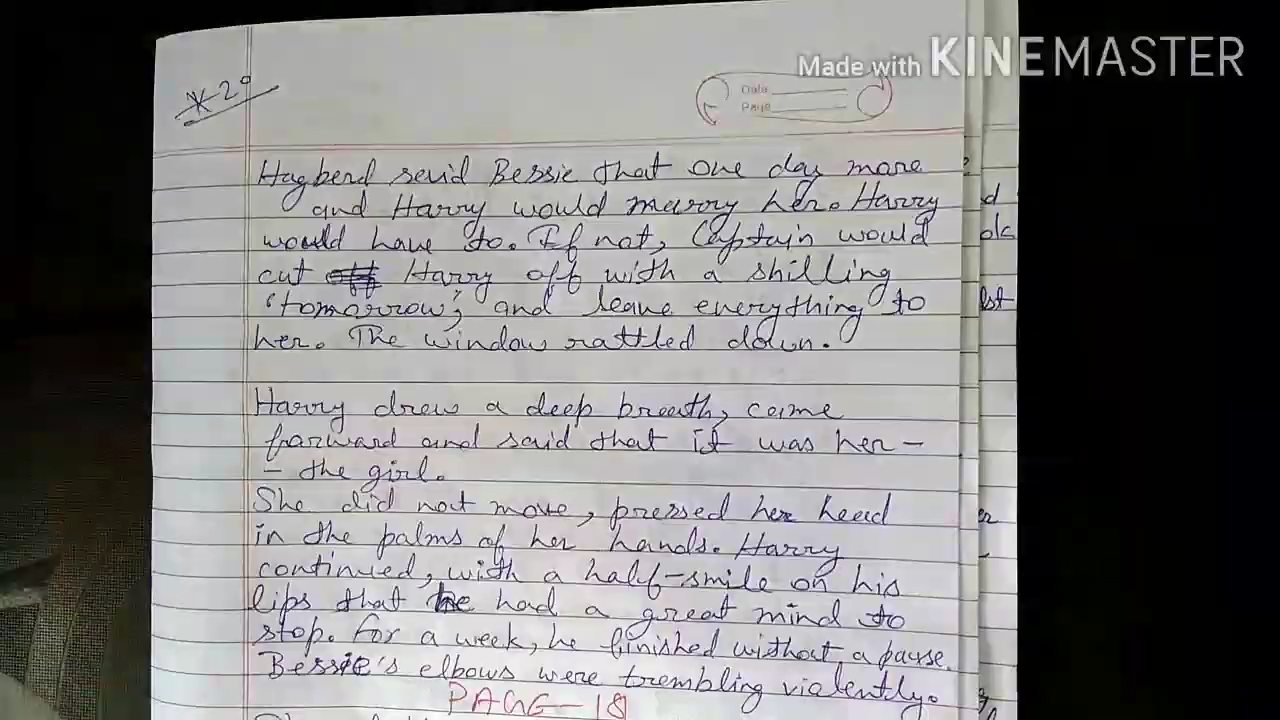 Made with KINEMASTER
K-20
Date
Page
Hagberd said Bessie that one day more
and Harry would marry her. Harry
would have to. If not, Captain would
cut off Harry off with a shilling
'tomorrow', and leave everything to
her. The window rattled down.
Harry drew a deep breath, came
forward and said that it was her -
- the girl.
She did not move, pressed her head
in the palms of her hands. Harry
continued, with a half-smile on his
lips that he had a great mind to
stop. For a week, he finished without a pause.
Bessie's elbows were trembling violently.
PAGE-18